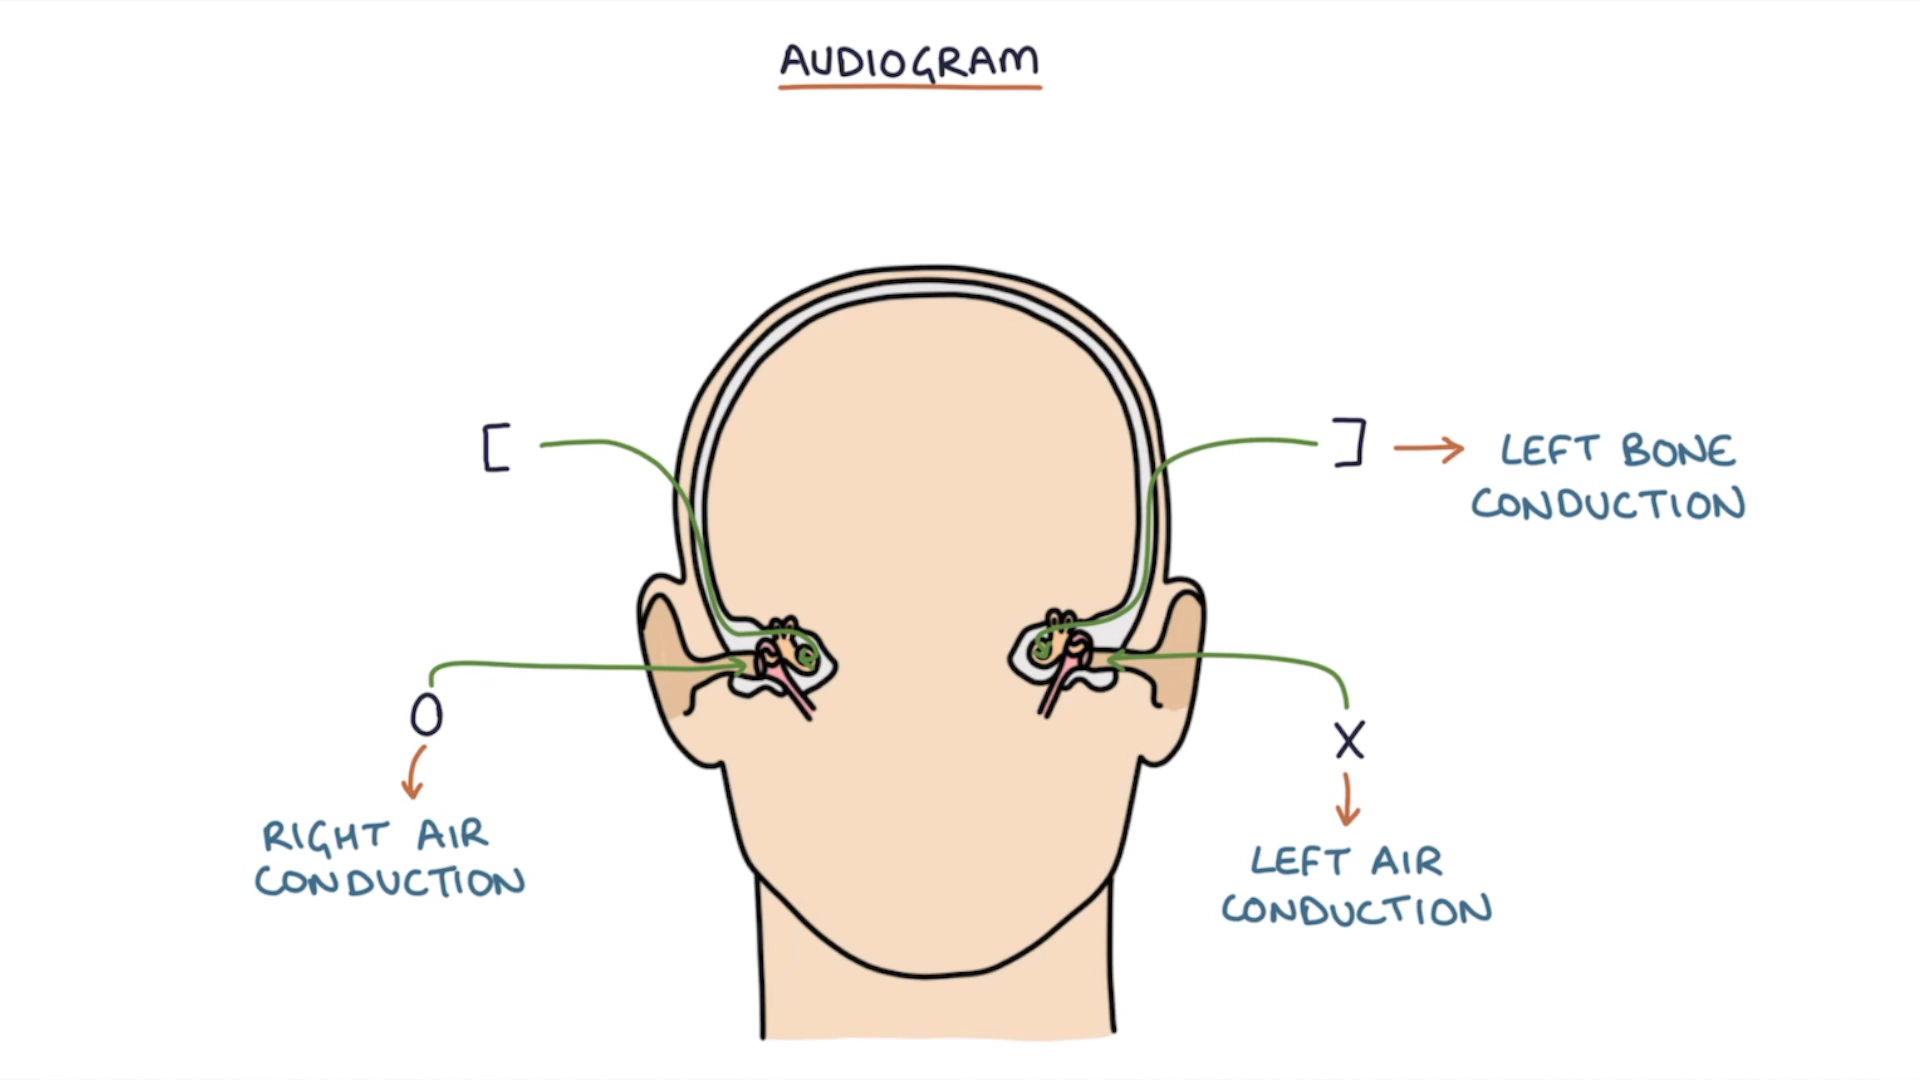 AUDIOGRAM
[
]
LEFT BONE
CONDUCTION
O
X
RIGHT AIR
CONDUCTION
LEFT AIR
CONDUCTION